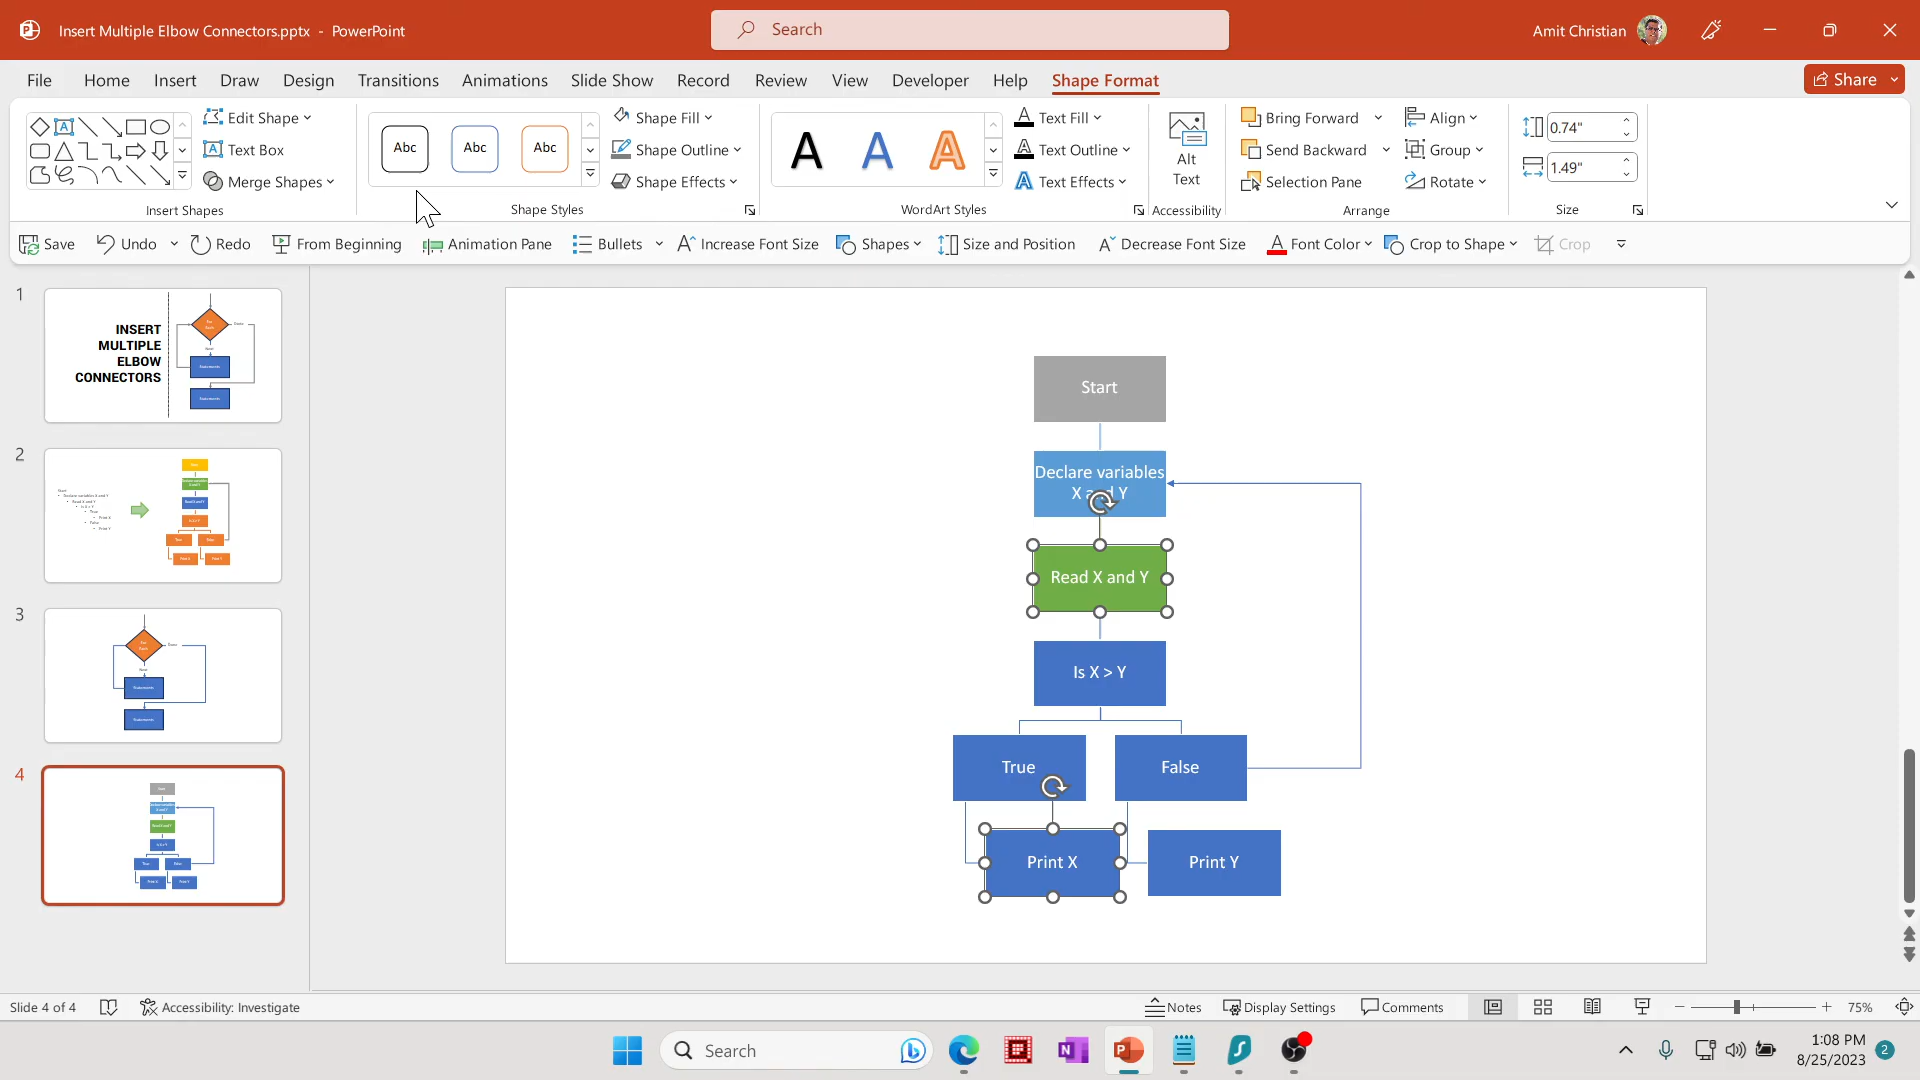 Insert Multiple Elbow Connectors.pptx - PowerPoint
Search
Amit Christian
File Home Insert Draw Design Transitions Animations Slide Show Record Review View Developer Help Shape Format
Share
Edit Shape
Text Box
Merge Shapes
Insert Shapes
Abc Abc Abc
Shape Fill
Shape Outline
Shape Effects
Shape Styles
A A A
Text Fill
Text Outline
Text Effects
WordArt Styles
Alt
Text
Accessibility
Bring Forward
Send Backward
Selection Pane
Align
Group
Rotate
Arrange
0.74"
1.49"
Size
Save Undo Redo From Beginning Animation Pane Bullets Increase Font Size Shapes Size and Position Decrease Font Size Font Color Crop to Shape Crop
1
INSERT
MULTIPLE
ELBOW
CONNECTORS
2
3
4
Start
Declare variables
X and Y
Read X and Y
Is X > Y
True
False
Print X
Print Y
Slide 4 of 4
Accessibility: Investigate
Notes
Display Settings
Comments
75%
Search
1:08 PM
8/25/2023
2